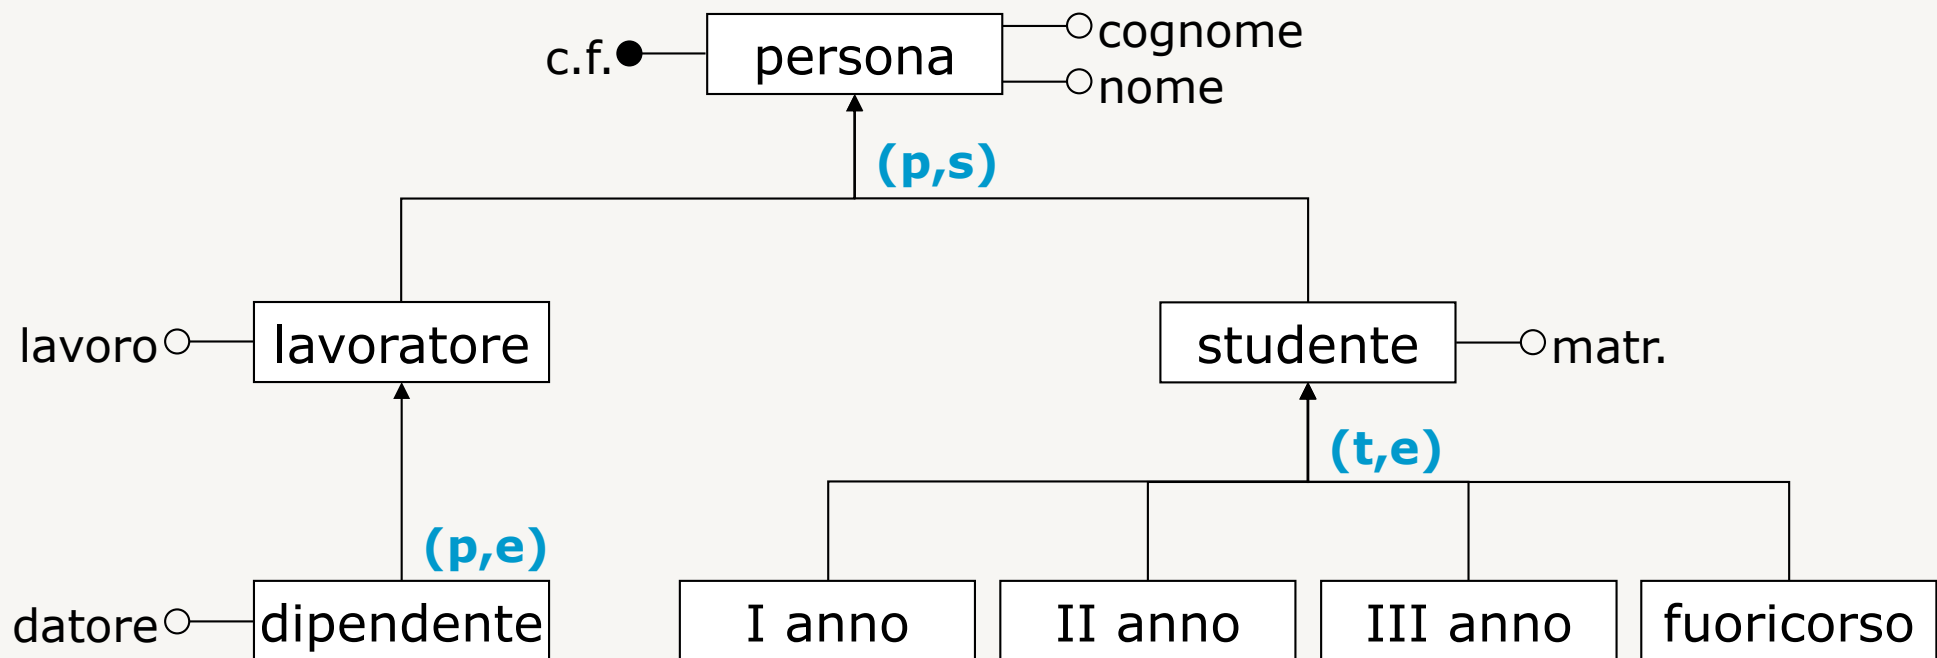 cognome
c.f.
persona
nome
(p,s)
lavoro
lavoratore
studente
matr.
(t,e)
(p,e)
datore
dipendente
I anno
II anno
III anno
fuoricorso